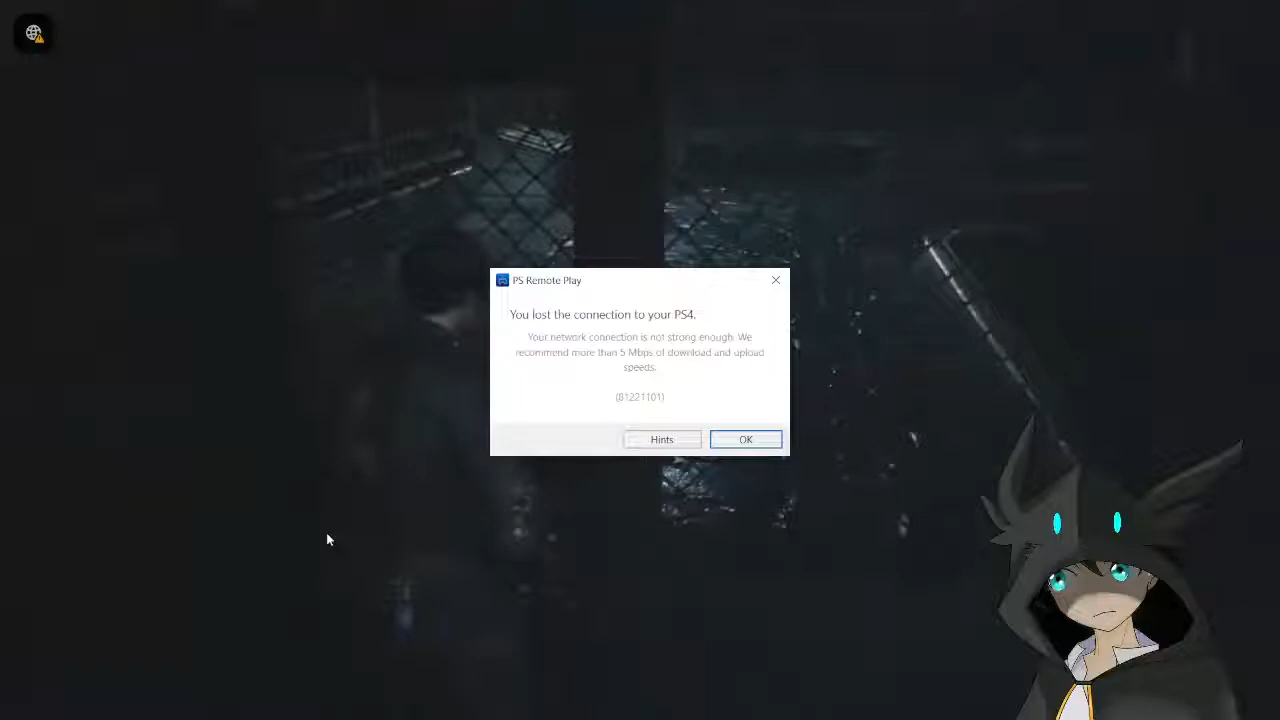 PS Remote Play
You lost the connection to your PS4.
Your network connection is not strong enough. We
recommend more than 5 Mbps of download and upload
speeds.
(81221101)
Hints
OK